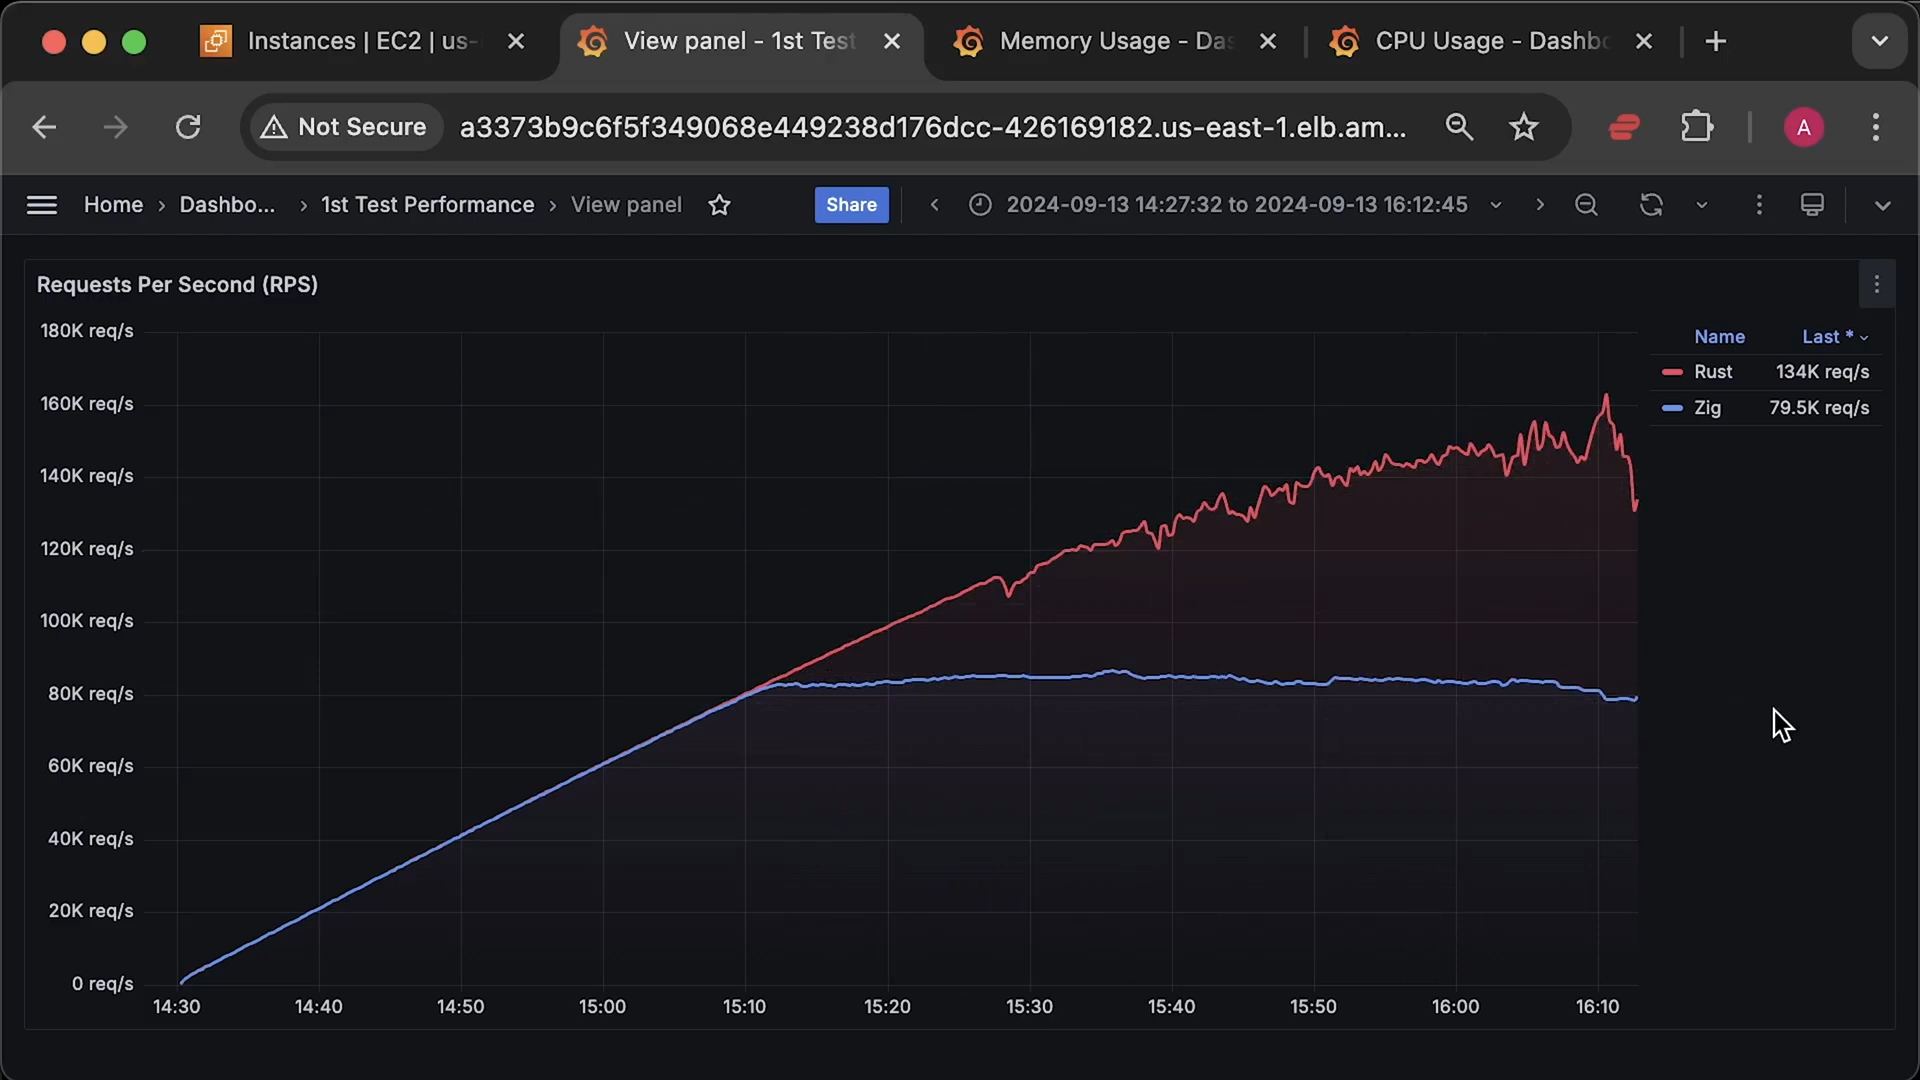 Instances | EC2 | us-
View panel - 1st Test
Memory Usage - Das
CPU Usage - Dashbo
Not Secure
a3373b9c6f5f349068e449238d176dcc-426169182.us-east-1.elb.am...
A
Home › Dashbo... › 1st Test Performance › View panel
Share
2024-09-13 14:27:32 to 2024-09-13 16:12:45
Requests Per Second (RPS)
180K req/s
160K req/s
140K req/s
120K req/s
100K req/s
80K req/s
60K req/s
40K req/s
20K req/s
0 req/s
14:30 14:40 14:50 15:00 15:10 15:20 15:30 15:40 15:50 16:00 16:10
Name Last *
Rust 134K req/s
Zig 79.5K req/s